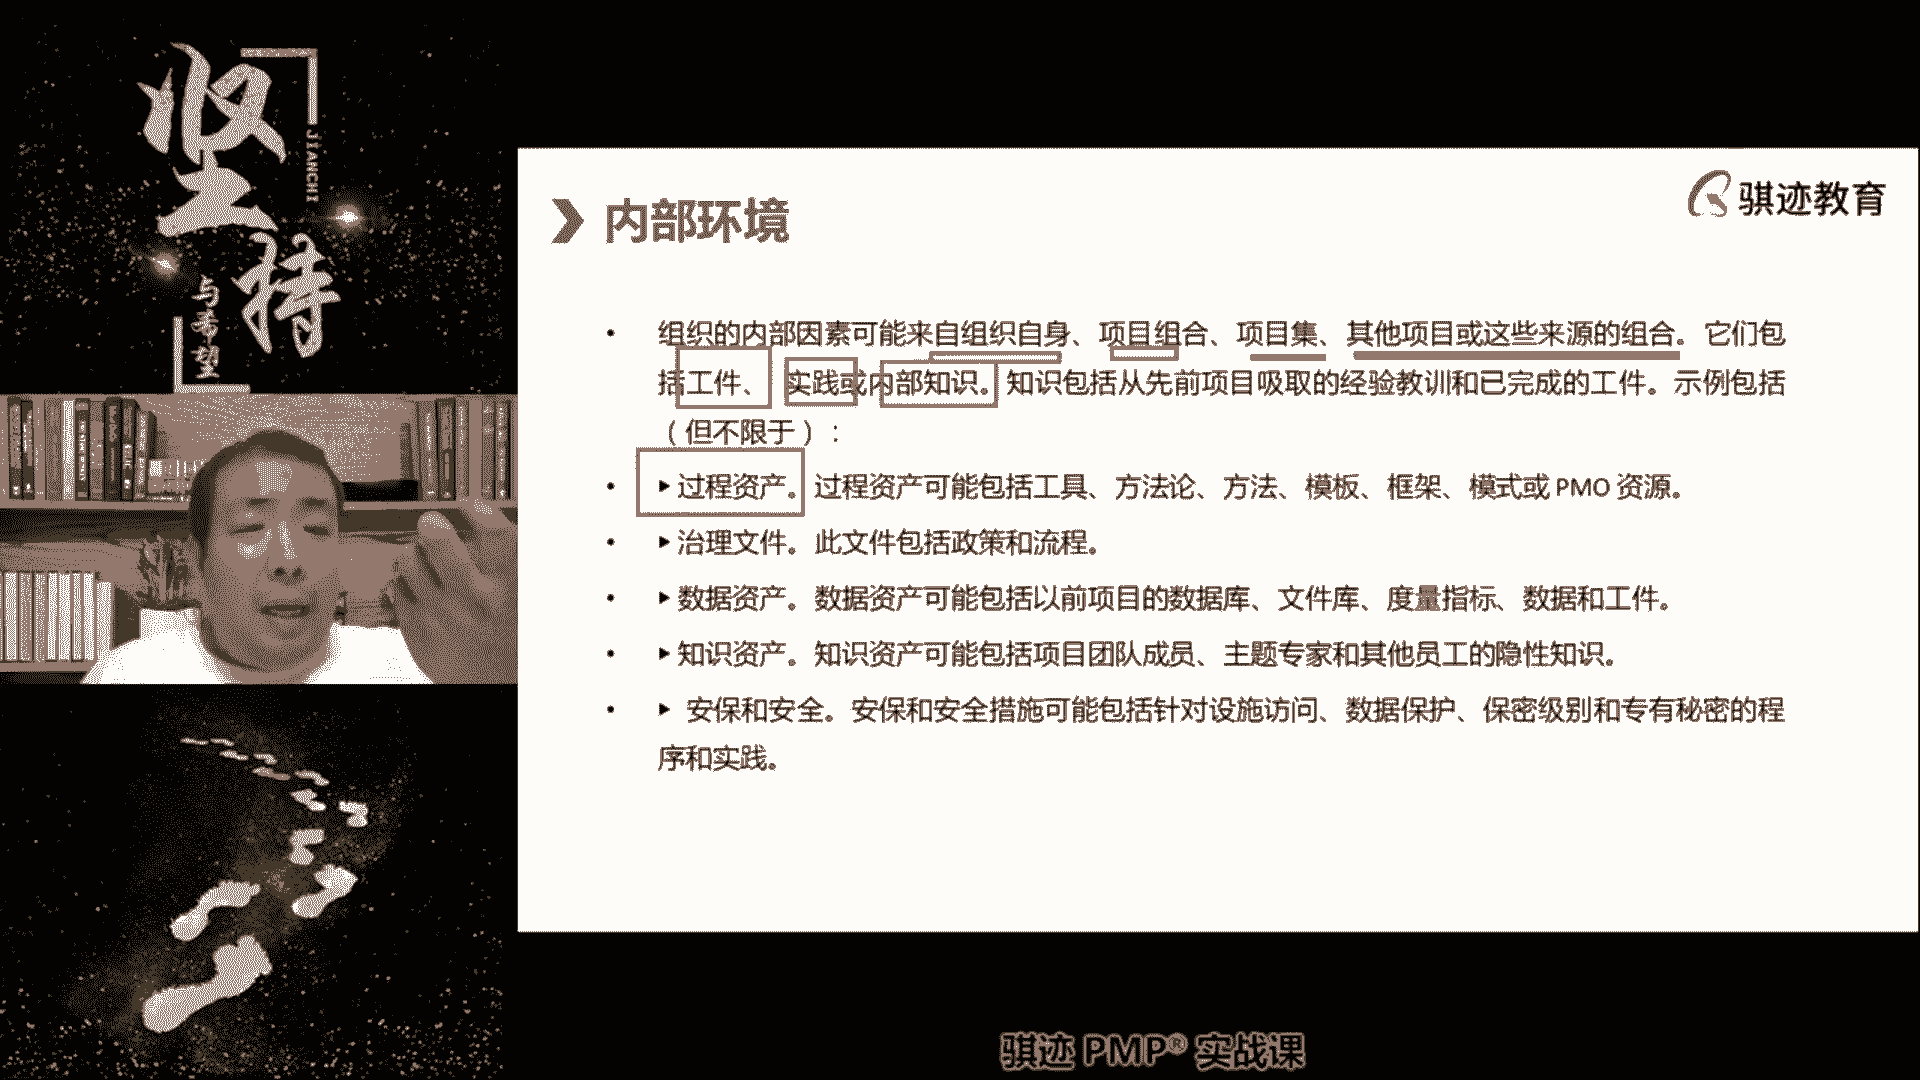 坚持
JIANCHI
与希望
骐迹教育
内部环境
组织的内部因素可能来自组织自身、项目组合、项目集、其他项目或这些来源的组合。它们包
括工件、实践或内部知识。知识包括从先前项目吸取的经验教训和已完成的工件。示例包括
（但不限于）:
过程资产。过程资产可能包括工具、方法论、方法、模板、框架、模式或 PMO 资源。
治理文件。此文件包括政策和流程。
数据资产。数据资产可能包括以前项目的数据库、文件库、度量指标、数据和工件。
知识资产。知识资产可能包括项目团队成员、主题专家和其他员工的隐性知识。
安保和安全。安保和安全措施可能包括针对设施访问、数据保护、保密级别和专有秘密的程
序和实践。
骐迹 PMP® 实战课